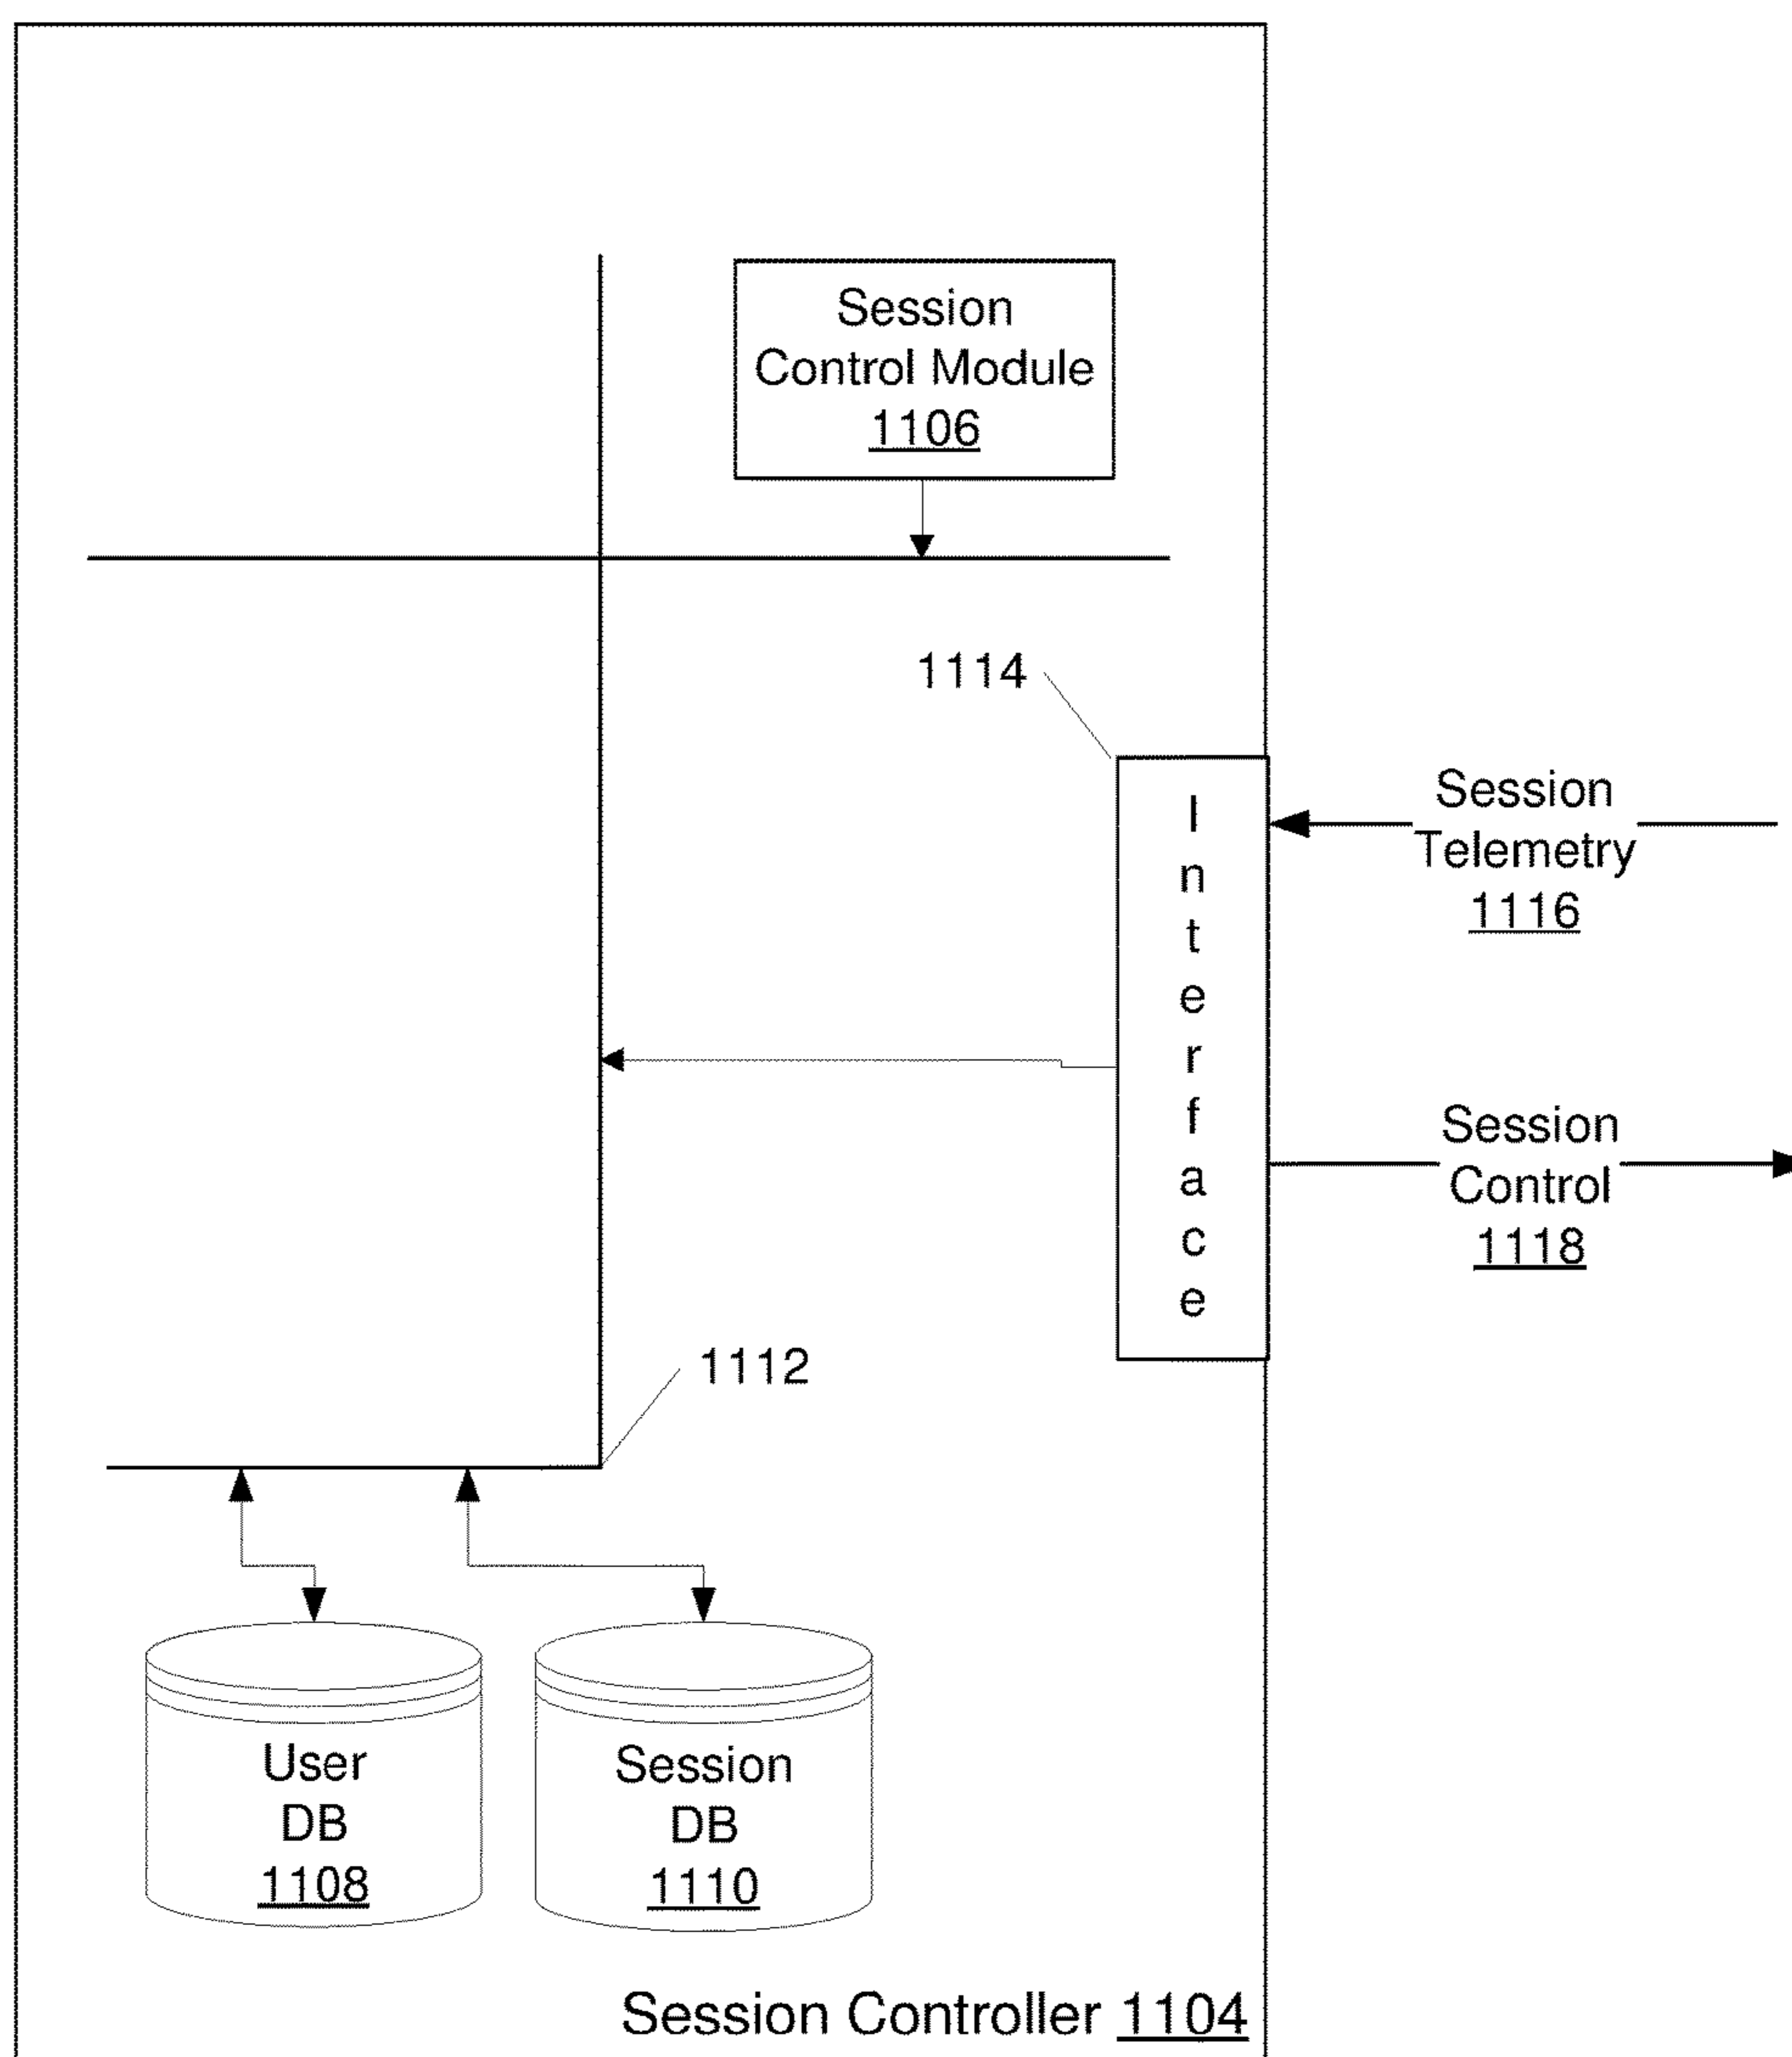 Session
Control Module
1106
1114
Interface
Session
Telemetry
1116
Session
Control
1118
1112
User
DB
1108
Session
DB
1110
Session Controller 1104